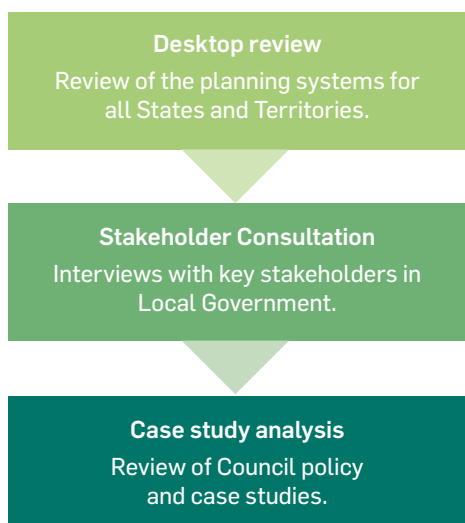 Desktop review
Review of the planning systems for
all States and Territories.
Stakeholder Consultation
Interviews with key stakeholders in
Local Government.
Case study analysis
Review of Council policy
and case studies.